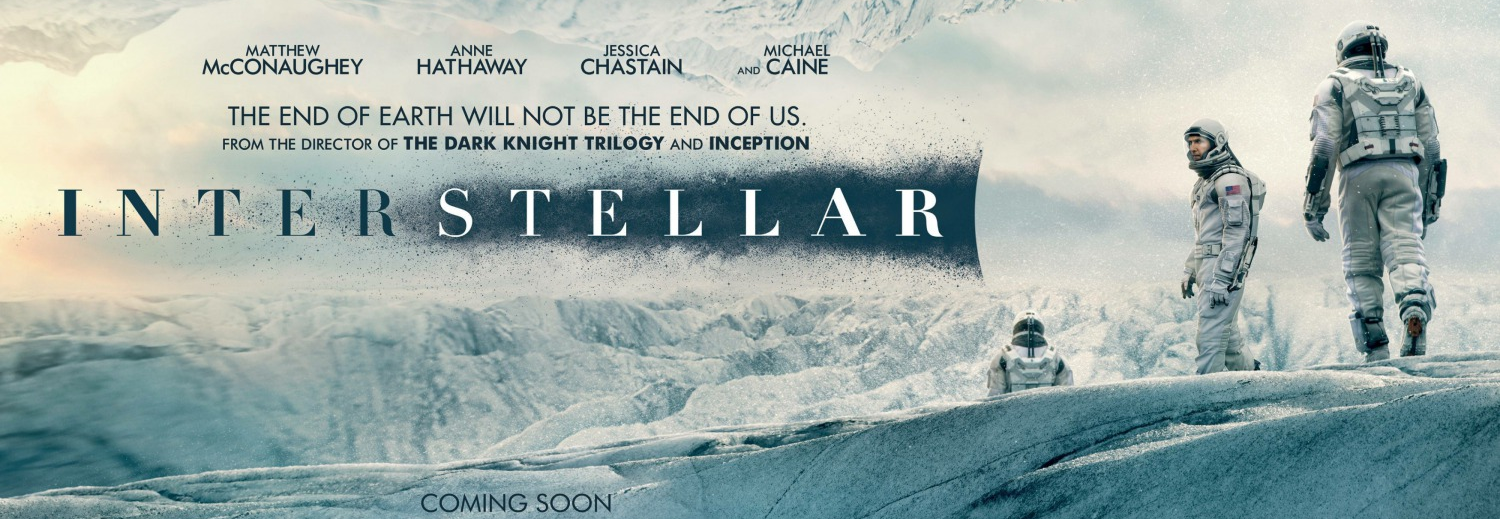 MATTHEW McCONAUGHEY
ANNE HATHAWAY
JESSICA CHASTAIN
AND MICHAEL CAINE
THE END OF EARTH WILL NOT BE THE END OF US.
FROM THE DIRECTOR OF THE DARK KNIGHT TRILOGY AND INCEPTION
INTERSTELLAR
COMING SOON